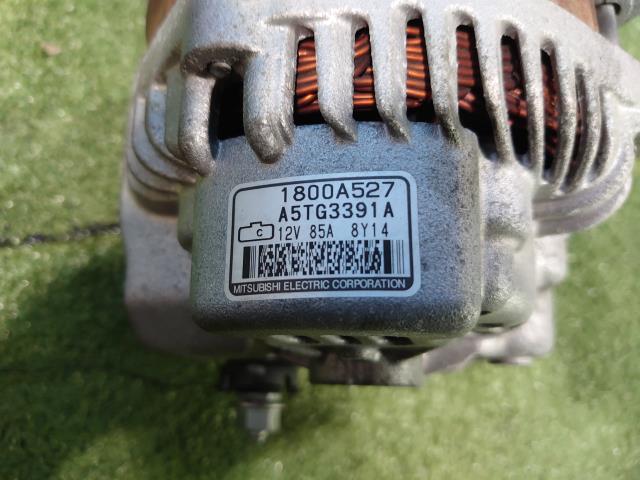 1800A527
A5TG3391A
C 12V 85A 8Y14
MITSUBISHI ELECTRIC CORPORATION